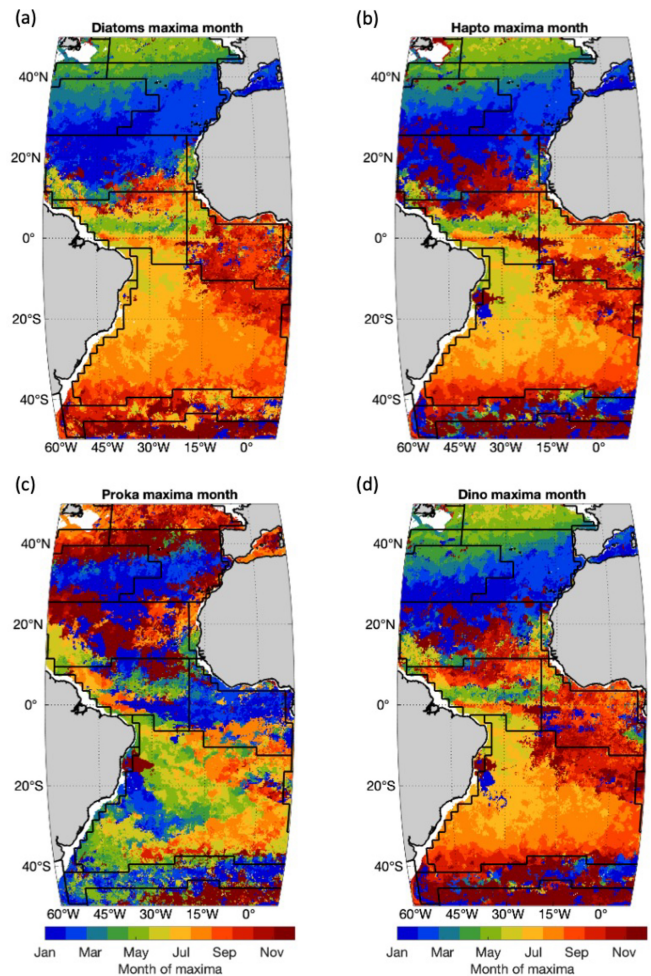 (a)
Diatoms maxima month
40°N
20°N
0°
20°S
40°S
60°W 45°W 30°W 15°W 0°
(b)
Hapto maxima month
40°N
20°N
0°
20°S
40°S
60°W 45°W 30°W 15°W 0°
(c)
Proka maxima month
40°N
20°N
0°
20°S
40°S
60°W 45°W 30°W 15°W 0°
Jan Mar May Jul Sep Nov
Month of maxima
(d)
Dino maxima month
40°N
20°N
0°
20°S
40°S
60°W 45°W 30°W 15°W 0°
Jan Mar May Jul Sep Nov
Month of maxima